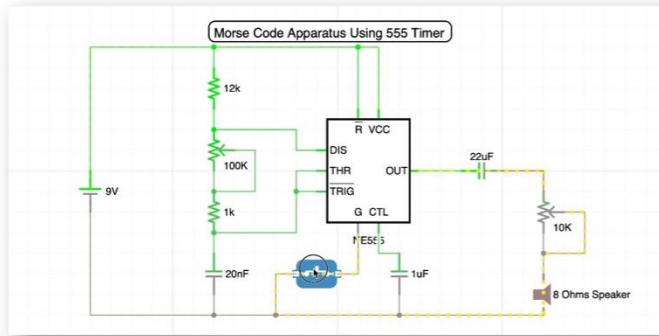 Morse Code Apparatus Using 555 Timer
12k
R VCC
DIS
100K
THR
OUT
22uF
9V
TRIG
1k
G CTL
10K
NE555
20nF
1uF
8 Ohms Speaker